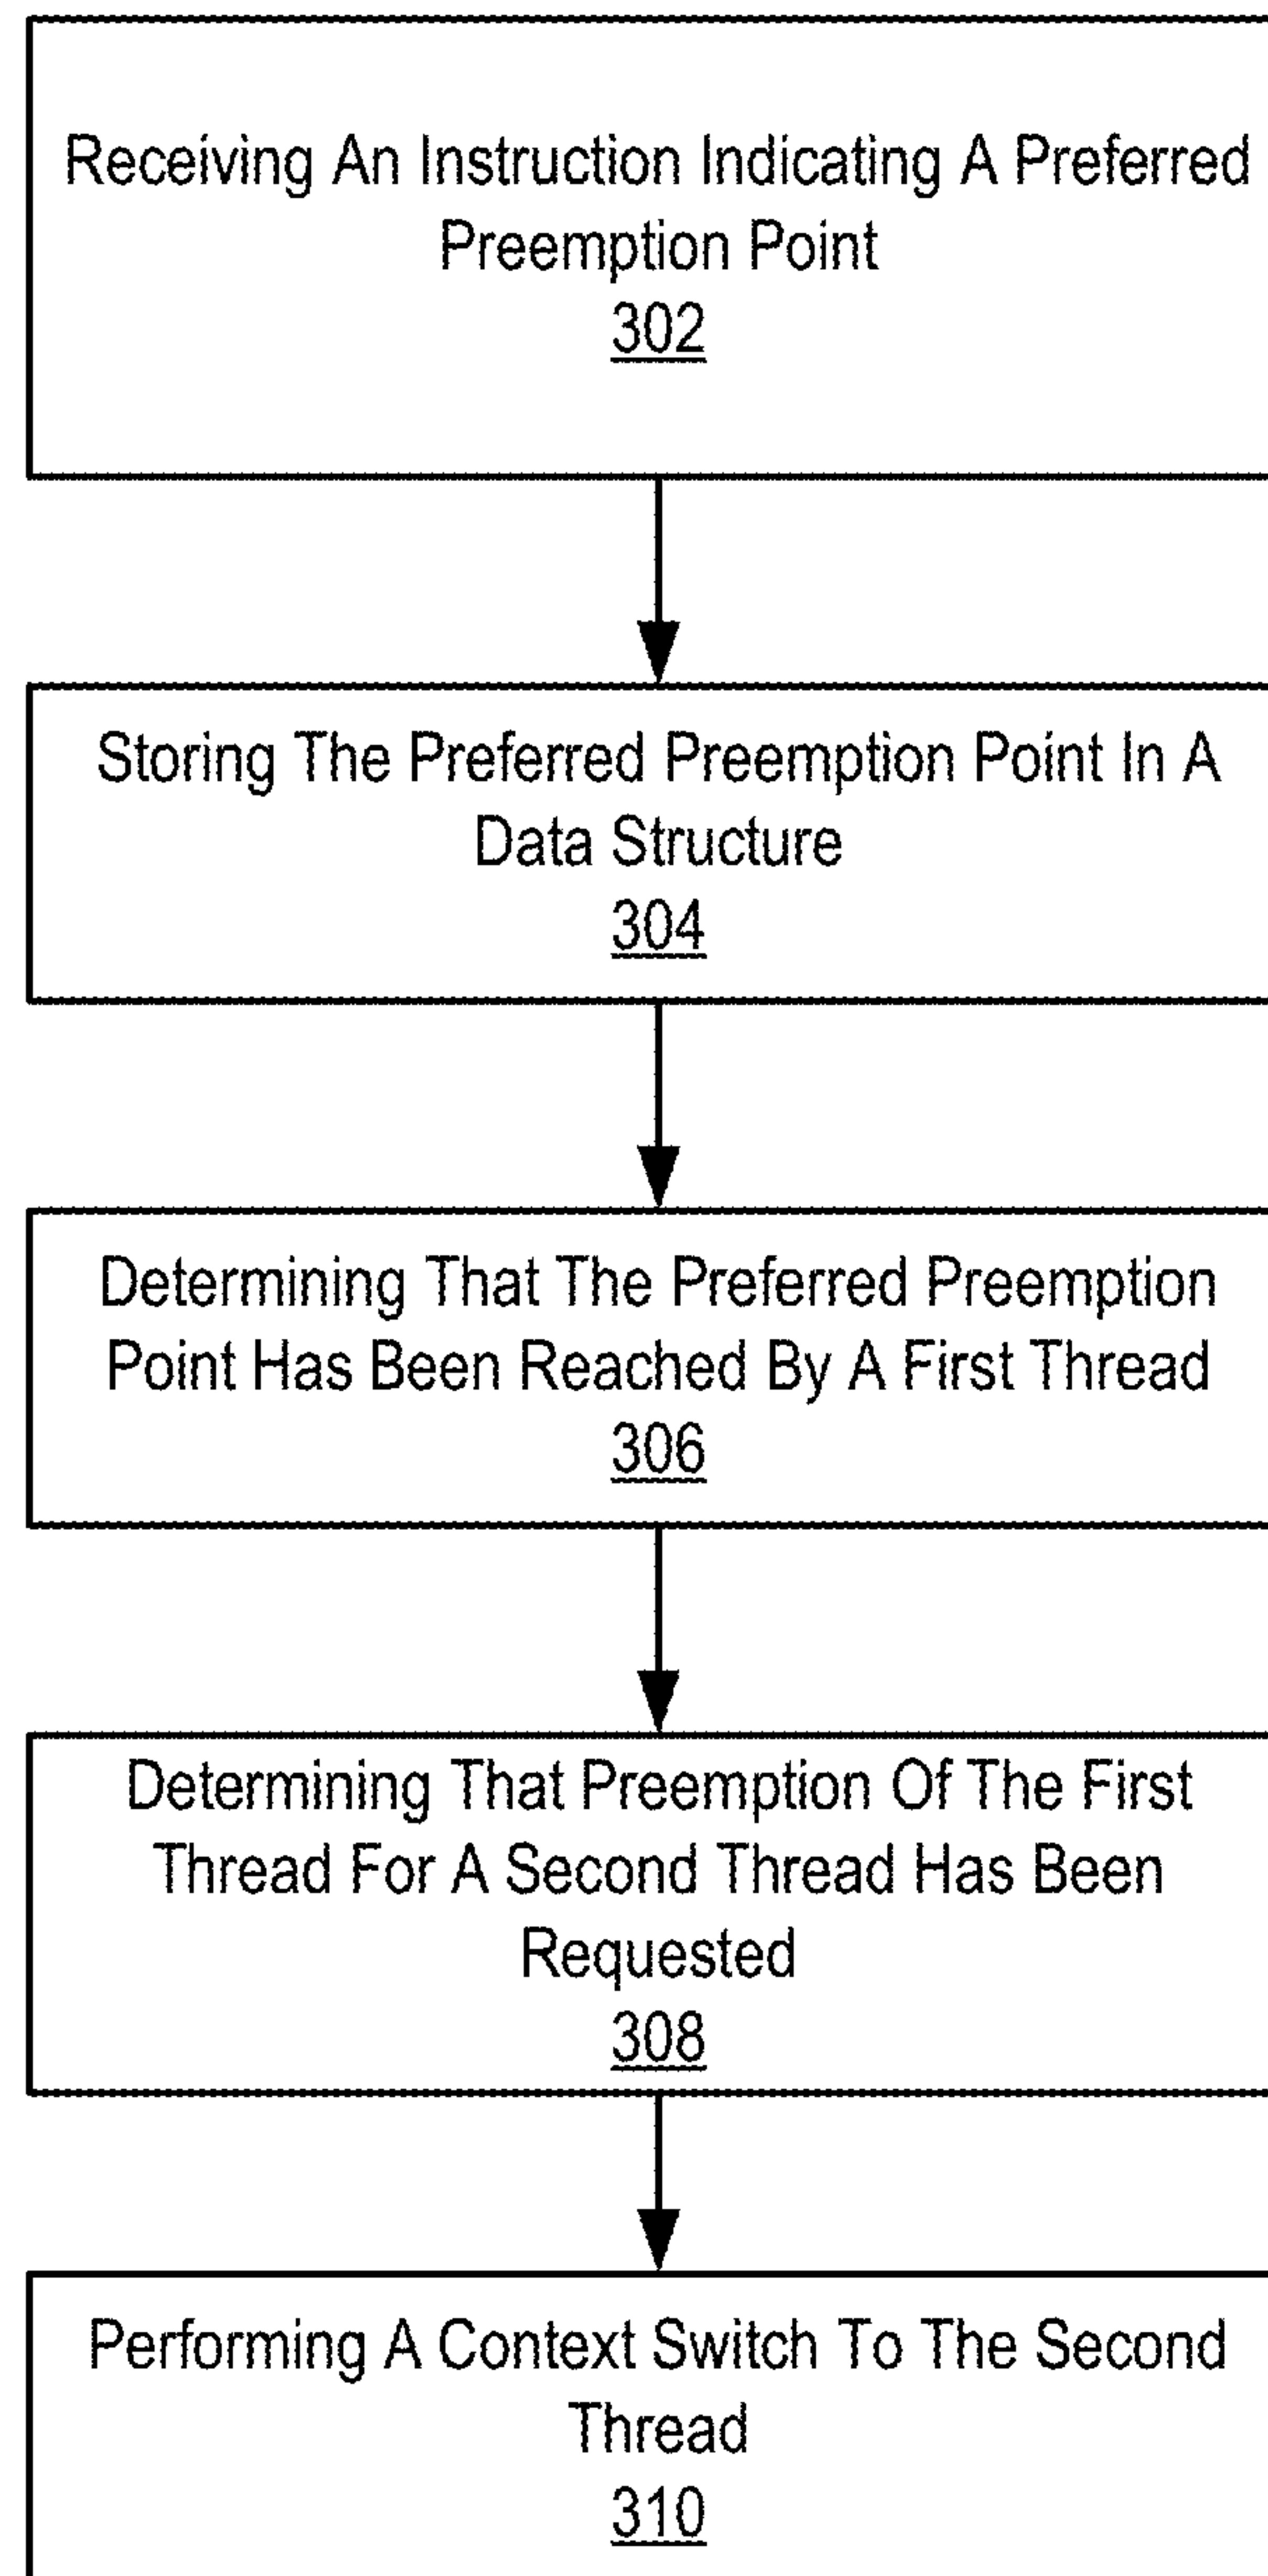 Receiving An Instruction Indicating A Preferred
Preemption Point
302
Storing The Preferred Preemption Point In A
Data Structure
304
Determining That The Preferred Preemption
Point Has Been Reached By A First Thread
306
Determining That Preemption Of The First
Thread For A Second Thread Has Been
Requested
308
Performing A Context Switch To The Second
Thread
310